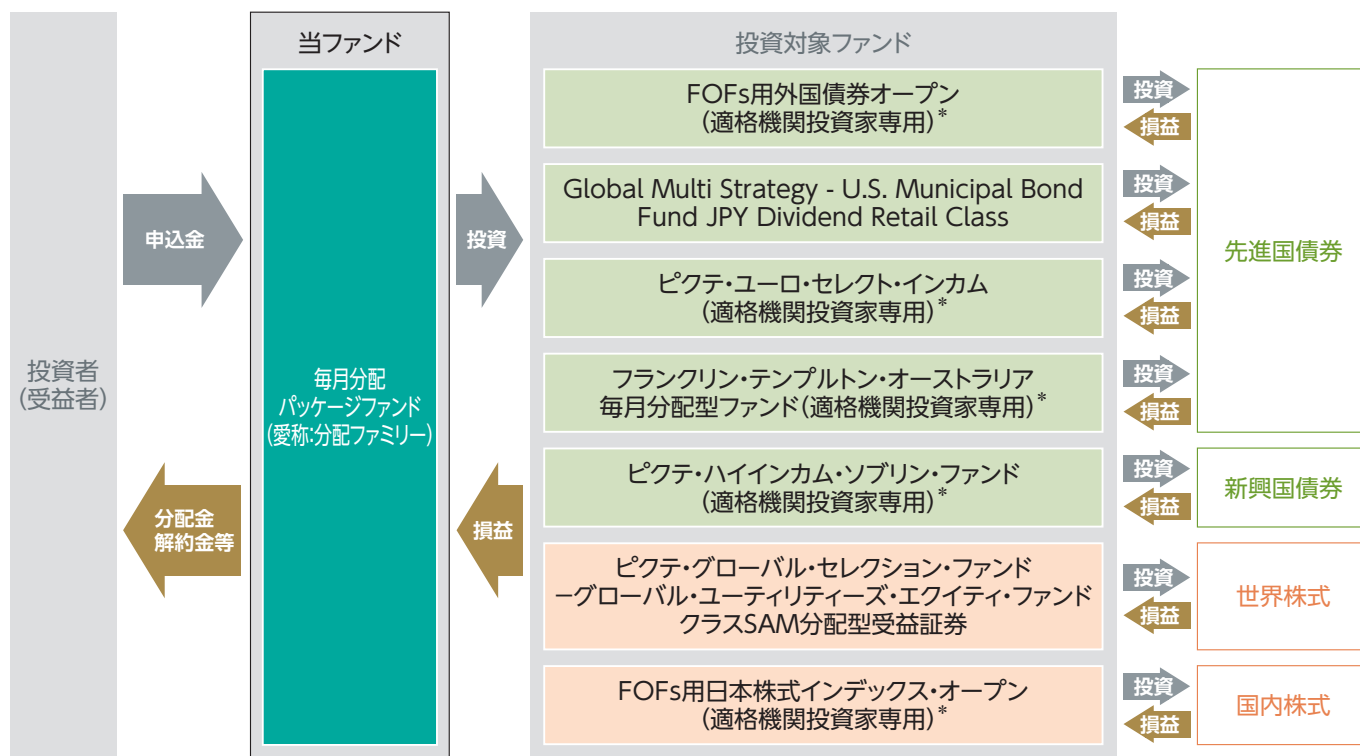 投資者
(受益者)
申込金
分配金
解約金等
当ファンド
毎月分配
パッケージファンド
(愛称:分配ファミリー)
投資
損益
投資対象ファンド
FOFs用外国債券オープン
(適格機関投資家専用)*
投資
損益
Global Multi Strategy - U.S. Municipal Bond
Fund JPY Dividend Retail Class
投資
損益
ピクテ・ユーロ・セレクト・インカム
(適格機関投資家専用)*
投資
損益
フランクリン・テンプルトン・オーストラリア
毎月分配型ファンド(適格機関投資家専用)*
投資
損益
先進国債券
ピクテ・ハイインカム・ソブリン・ファンド
(適格機関投資家専用)*
投資
損益
新興国債券
ピクテ・グローバル・セレクション・ファンド
−グローバル・ユーティリティーズ・エクイティ・ファンド
クラスSAM分配型受益証券
投資
損益
世界株式
FOFs用日本株式インデックス・オープン
(適格機関投資家専用)*
投資
損益
国内株式